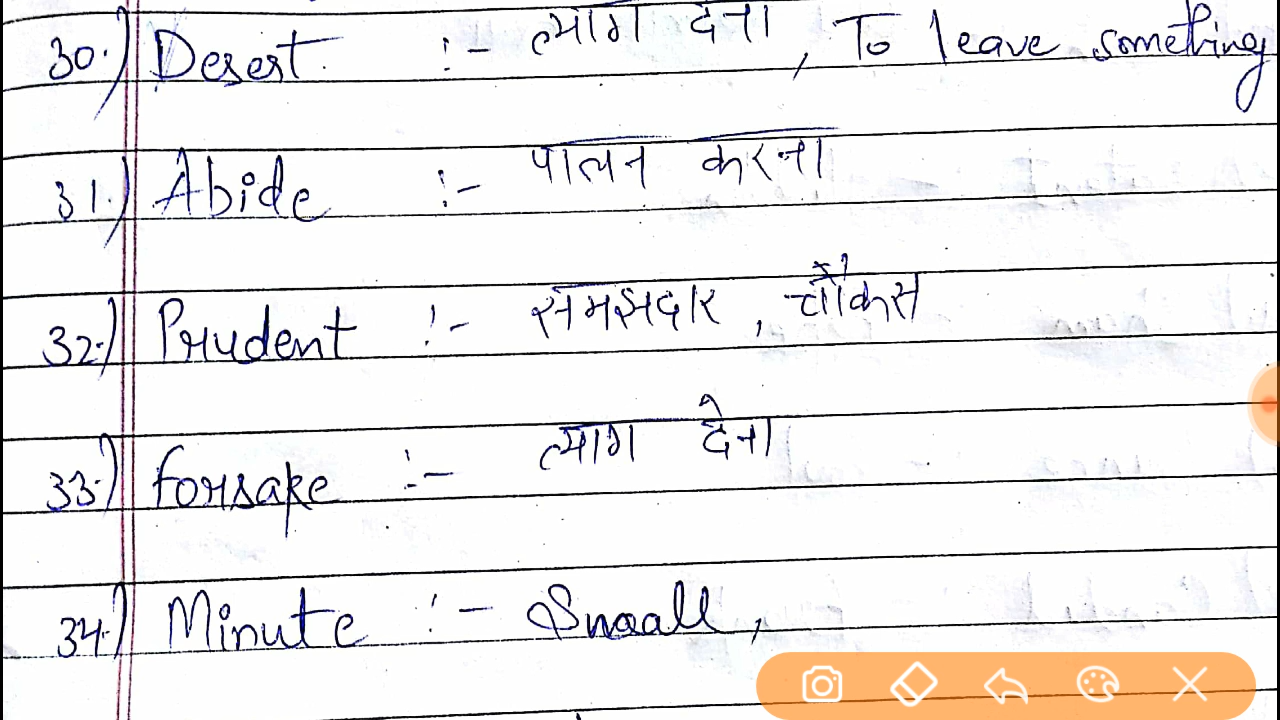 30.) Desert :- त्याग देना, To leave something
31.) Abide :- पालन करना
32.) Prudent :- समझदार, चौकस
33.) forsake :- त्याग देना
34.) Minute :- Small,